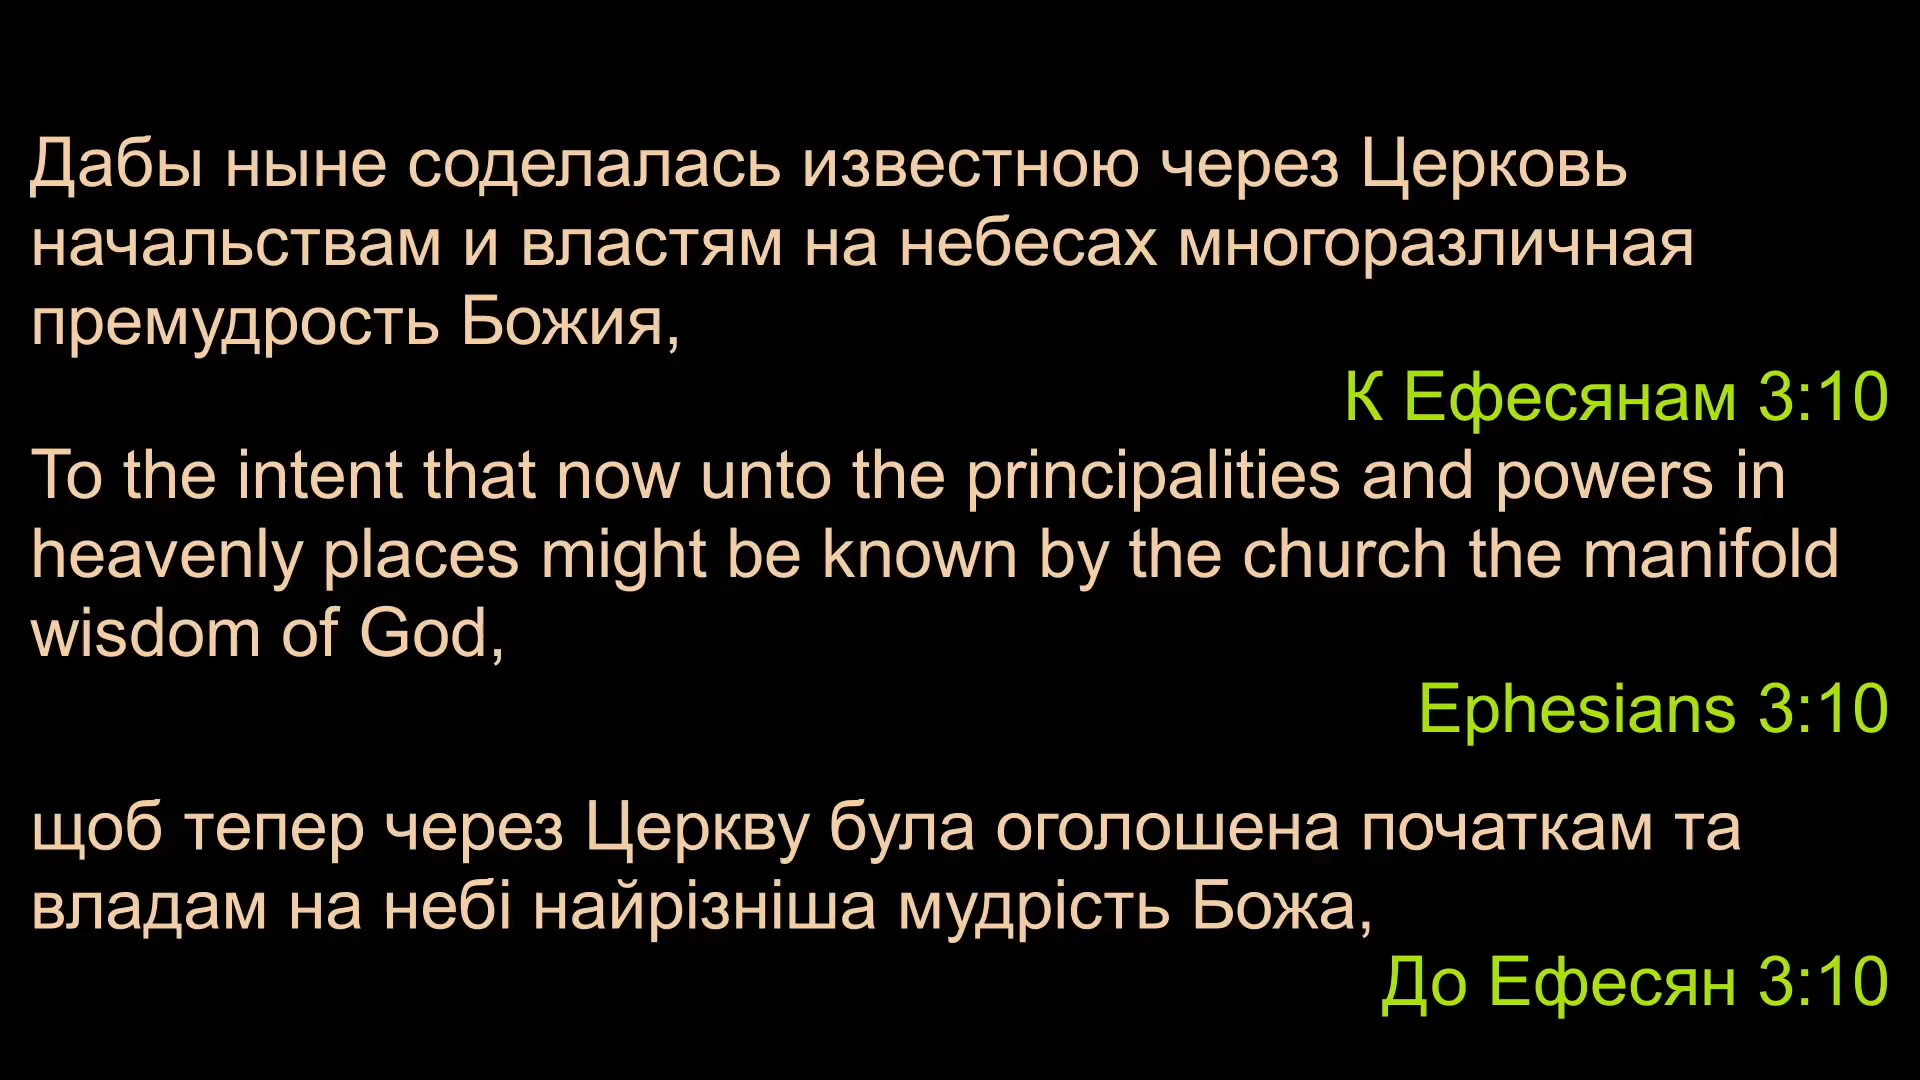 Дабы ныне соделалась известною через Церковь
начальствам и властям на небесах многоразличная
премудрость Божия,
К Ефесянам 3:10
To the intent that now unto the principalities and powers in
heavenly places might be known by the church the manifold
wisdom of God,
Ephesians 3:10
щоб тепер через Церкву була оголошена початкам та
владам на небі найрізніша мудрість Божа,
До Ефесян 3:10